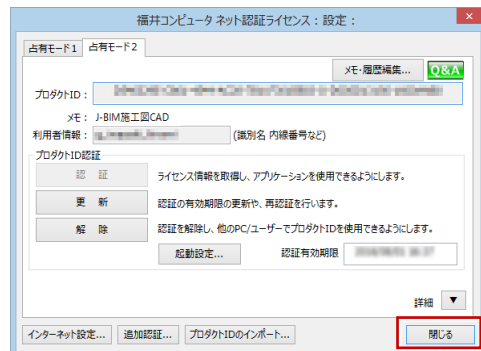 福井コンピュータ ネット認証ライセンス：設定：
占有モード1 占有モード2
メモ・履歴編集... Q&A
プロダクトID：
メモ： J-BIM施工図CAD
利用者情報： (識別名 内線番号など)
プロダクトID認証
認 証 ライセンス情報を取得し、アプリケーションを使用できるようにします。
更 新 認証の有効期限の更新や、再認証を行います。
解 除 認証を解除し、他のPC/ユーザーでプロダクトIDを使用できるようにします。
起動設定... 認証有効期限
詳細 ▼
インターネット設定... 追加認証... プロダクトIDのインポート... 閉じる